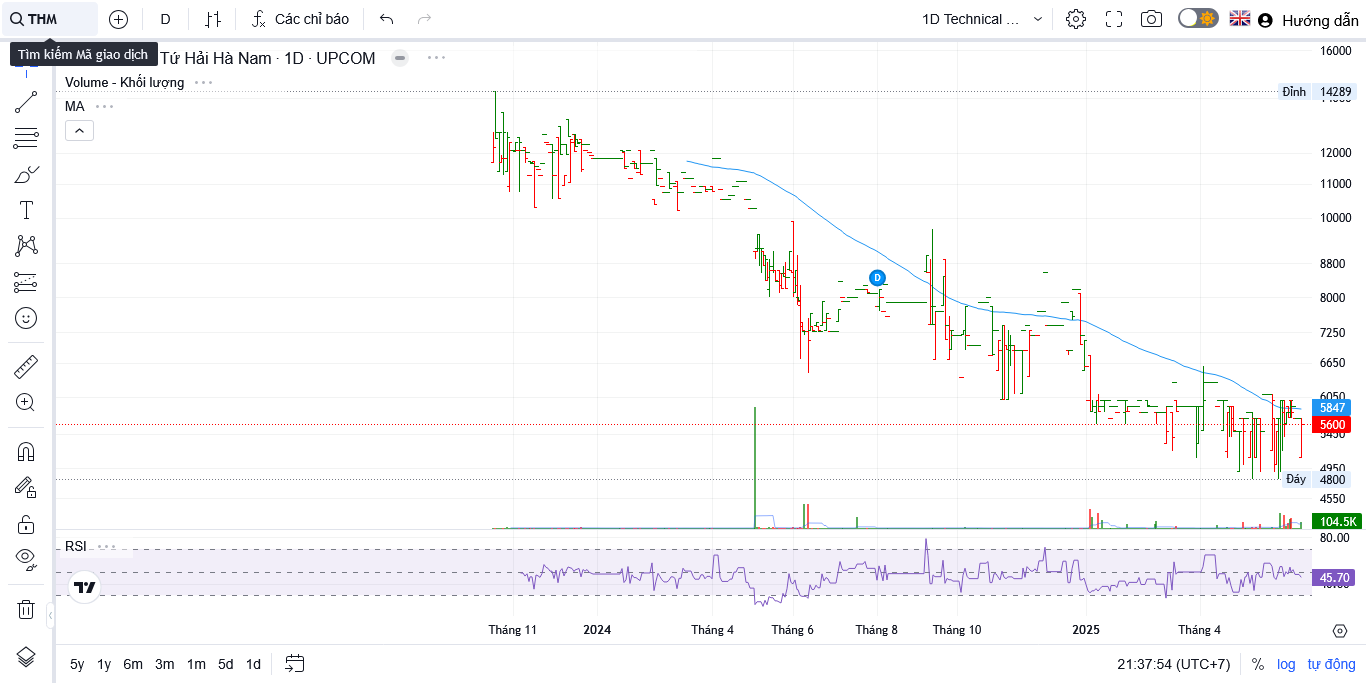 THM
D
Các chỉ báo
1D Technical ...
Hướng dẫn
Tìm kiếm Mã giao dịch
Tứ Hải Hà Nam · 1D · UPCOM
Volume - Khối lượng
MA
16000
Đỉnh 14289
12000
11000
10000
8800
D
8000
7250
6650
6050
5847
5600
5450
4950
Đáy 4800
4550
104.5K
RSI
80.00
45.70
Tháng 11
2024
Tháng 4
Tháng 6
Tháng 8
Tháng 10
2025
Tháng 4
5y 1y 6m 3m 1m 5d 1d
21:37:54 (UTC+7)
%
log
tự động